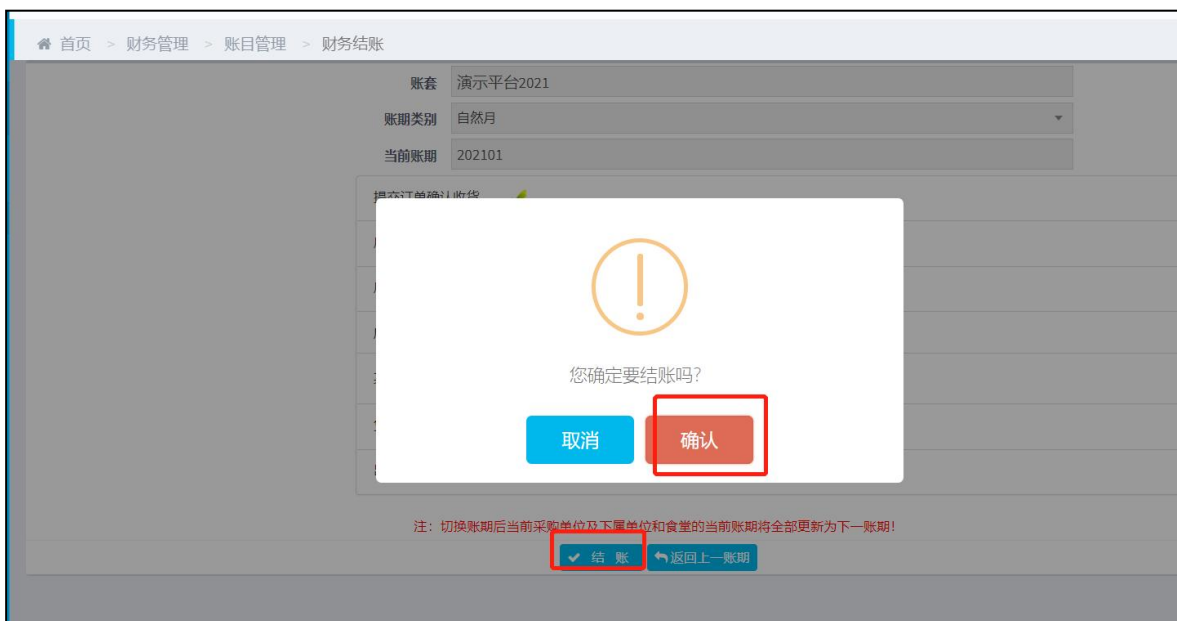 首页 > 财务管理 > 账目管理 > 财务结账
账套 演示平台2021
账期类别 自然月
当前账期 202101
提交订单确认收货
您确定要结账吗?
取消 确认
注：切换账期后当前采购单位及下属单位和食堂的当前账期将全部更新为下一账期!
结 账 返回上一账期